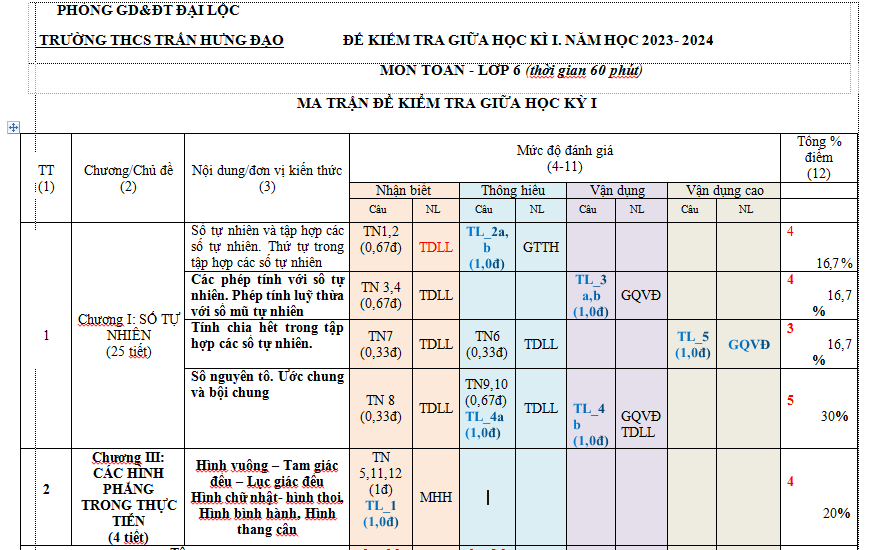 PHÒNG GD&ĐT ĐẠI LỘC
TRƯỜNG THCS TRẦN HƯNG ĐẠO ĐỀ KIỂM TRA GIỮA HỌC KÌ I. NĂM HỌC 2023- 2024
MÔN TOÁN - LỚP 6 (thời gian 60 phút)
MA TRẬN ĐỀ KIỂM TRA GIỮA HỌC KỲ I
TT
(1)
Chương/Chủ đề
(2)
Nội dung/đơn vị kiến thức
(3)
Mức độ đánh giá
(4-11)
Tổng %
điểm
(12)
Nhận biết Thông hiểu Vận dụng Vận dụng cao
Câu NL Câu NL Câu NL Câu NL
1
Chương I: SỐ TỰ
NHIÊN
(25 tiết)
Số tự nhiên và tập hợp các
số tự nhiên. Thứ tự trong
tập hợp các số tự nhiên
TN1,2
(0,67đ)
TDLL
TL_2a,
b
(1,0đ)
GTTH
4
16,7%
Các phép tính với số tự
nhiên. Phép tính luỹ thừa
với số mũ tự nhiên
TN 3,4
(0,67đ)
TDLL
TL_3
a,b
(1,0đ)
GQVĐ
4
16,7
%
Tính chia hết trong tập
hợp các số tự nhiên.
TN7
(0,33đ)
TDLL
TN6
(0,33đ)
TDLL
TL_5
(1,0đ)
GQVĐ
3
16,7
%
Số nguyên tố. Ước chung
và bội chung
TN 8
(0,33đ)
TDLL
TN9,10
(0,67đ)
TL_4a
(1,0đ)
TDLL
TL_4
b
(1,0đ)
GQVĐ
TDLL
5
30%
2
Chương III:
CÁC HÌNH
PHẲNG
TRONG THỰC
TIỄN
(4 tiết)
Hình vuông – Tam giác
đều – Lục giác đều
Hình chữ nhật- hình thoi,
Hình bình hành, Hình
thang cân
TN
5,11,12
(1đ)
TL_1
(1,0đ)
MHH
4
20%